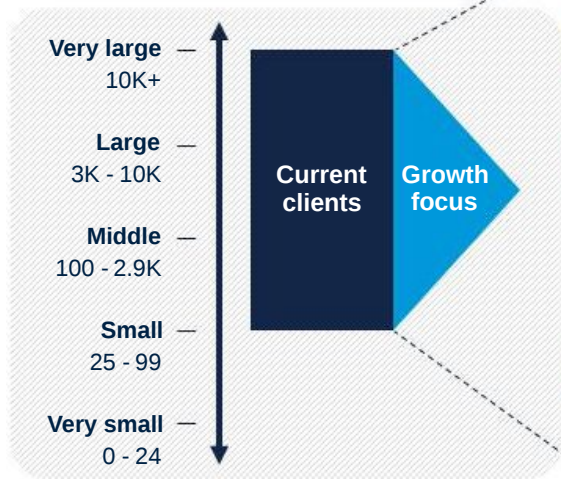 Very large
10K+
Large
3K - 10K
Middle
100 - 2.9K
Small
25 - 99
Very small
0 - 24
Current
clients
Growth
focus